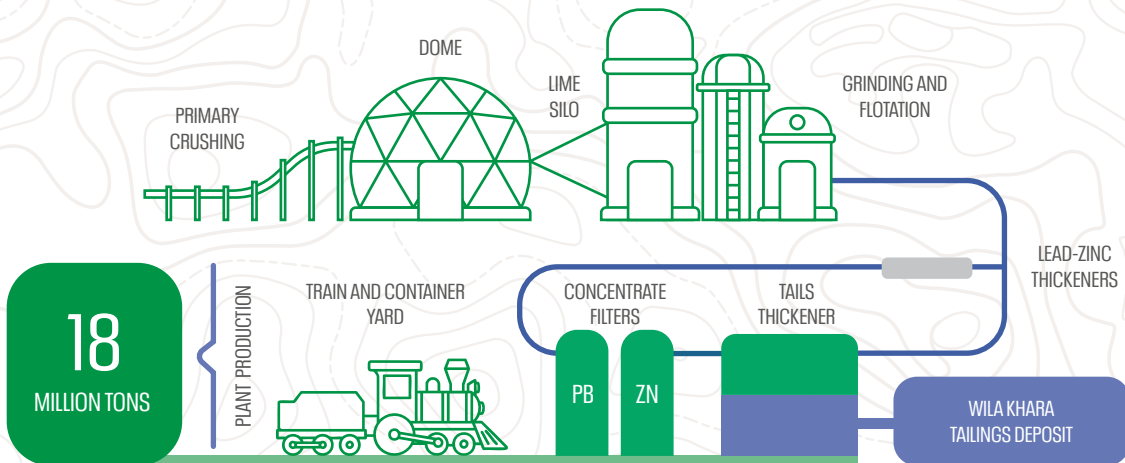 DOME
PRIMARY
CRUSHING
LIME
SILO
GRINDING AND
FLOTATION
LEAD-ZINC
THICKENERS
18
MILLION TONS
PLANT PRODUCTION
TRAIN AND CONTAINER
YARD
CONCENTRATE
FILTERS
TAILS
THICKENER
PB
ZN
WILA KHARA
TAILINGS DEPOSIT